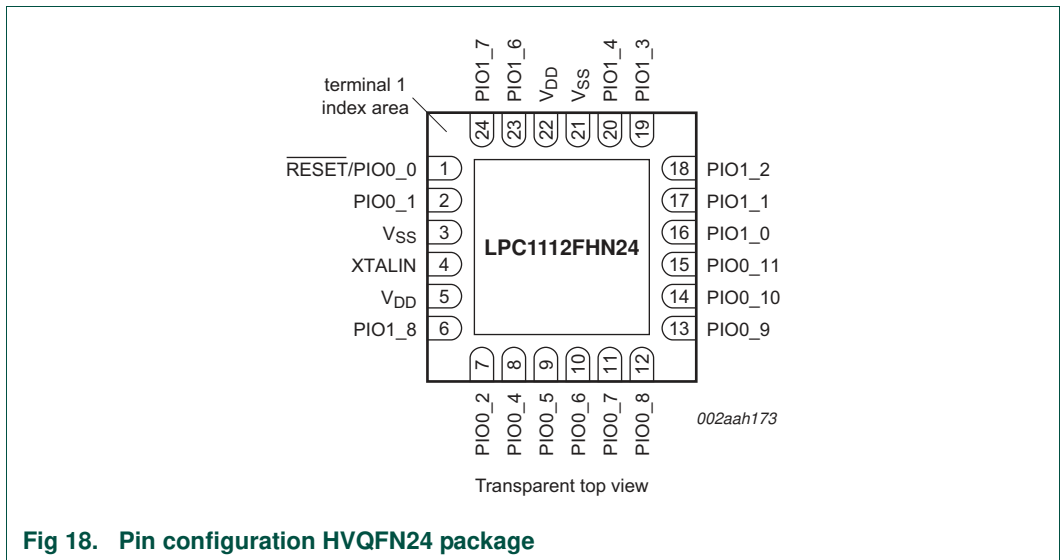 PIO1_7
PIO1_6
VDD
VSS
PIO1_4
PIO1_3
terminal 1
index area
24
23
22
21
20
19
RESET/PIO0_0 1
PIO0_1 2
VSS 3
XTALIN 4
VDD 5
PIO1_8 6
LPC1112FHN24
18 PIO1_2
17 PIO1_1
16 PIO1_0
15 PIO0_11
14 PIO0_10
13 PIO0_9
7
8
9
10
11
12
PIO0_2
PIO0_4
PIO0_5
PIO0_6
PIO0_7
PIO0_8
002aah173
Transparent top view
Fig 18. Pin configuration HVQFN24 package